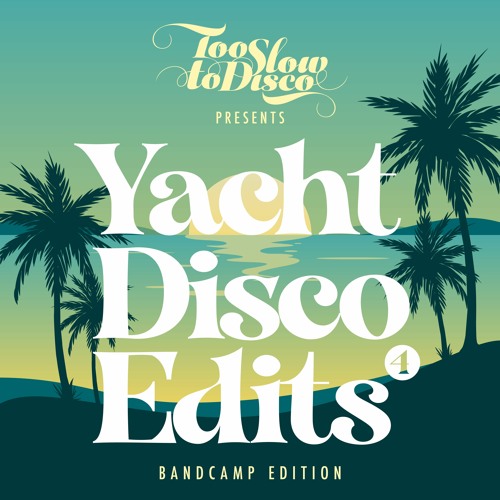 Too Slow
to Disco
PRESENTS
Yacht
Disco
Edits 4
BANDCAMP EDITION